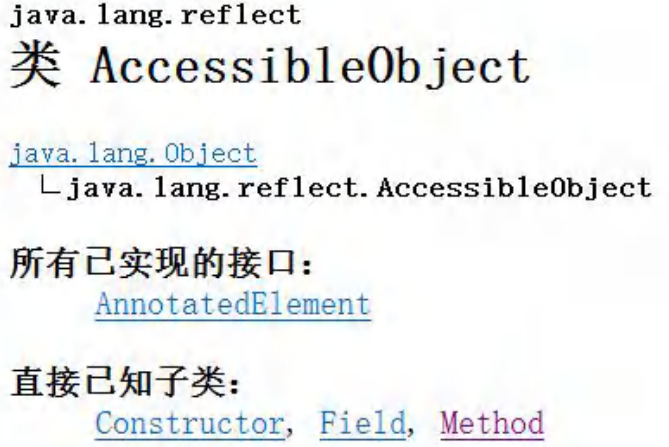 java.lang.reflect
类 AccessibleObject
java.lang.Object
java.lang.reflect.AccessibleObject
所有已实现的接口：
AnnotatedElement
直接已知子类：
Constructor, Field, Method